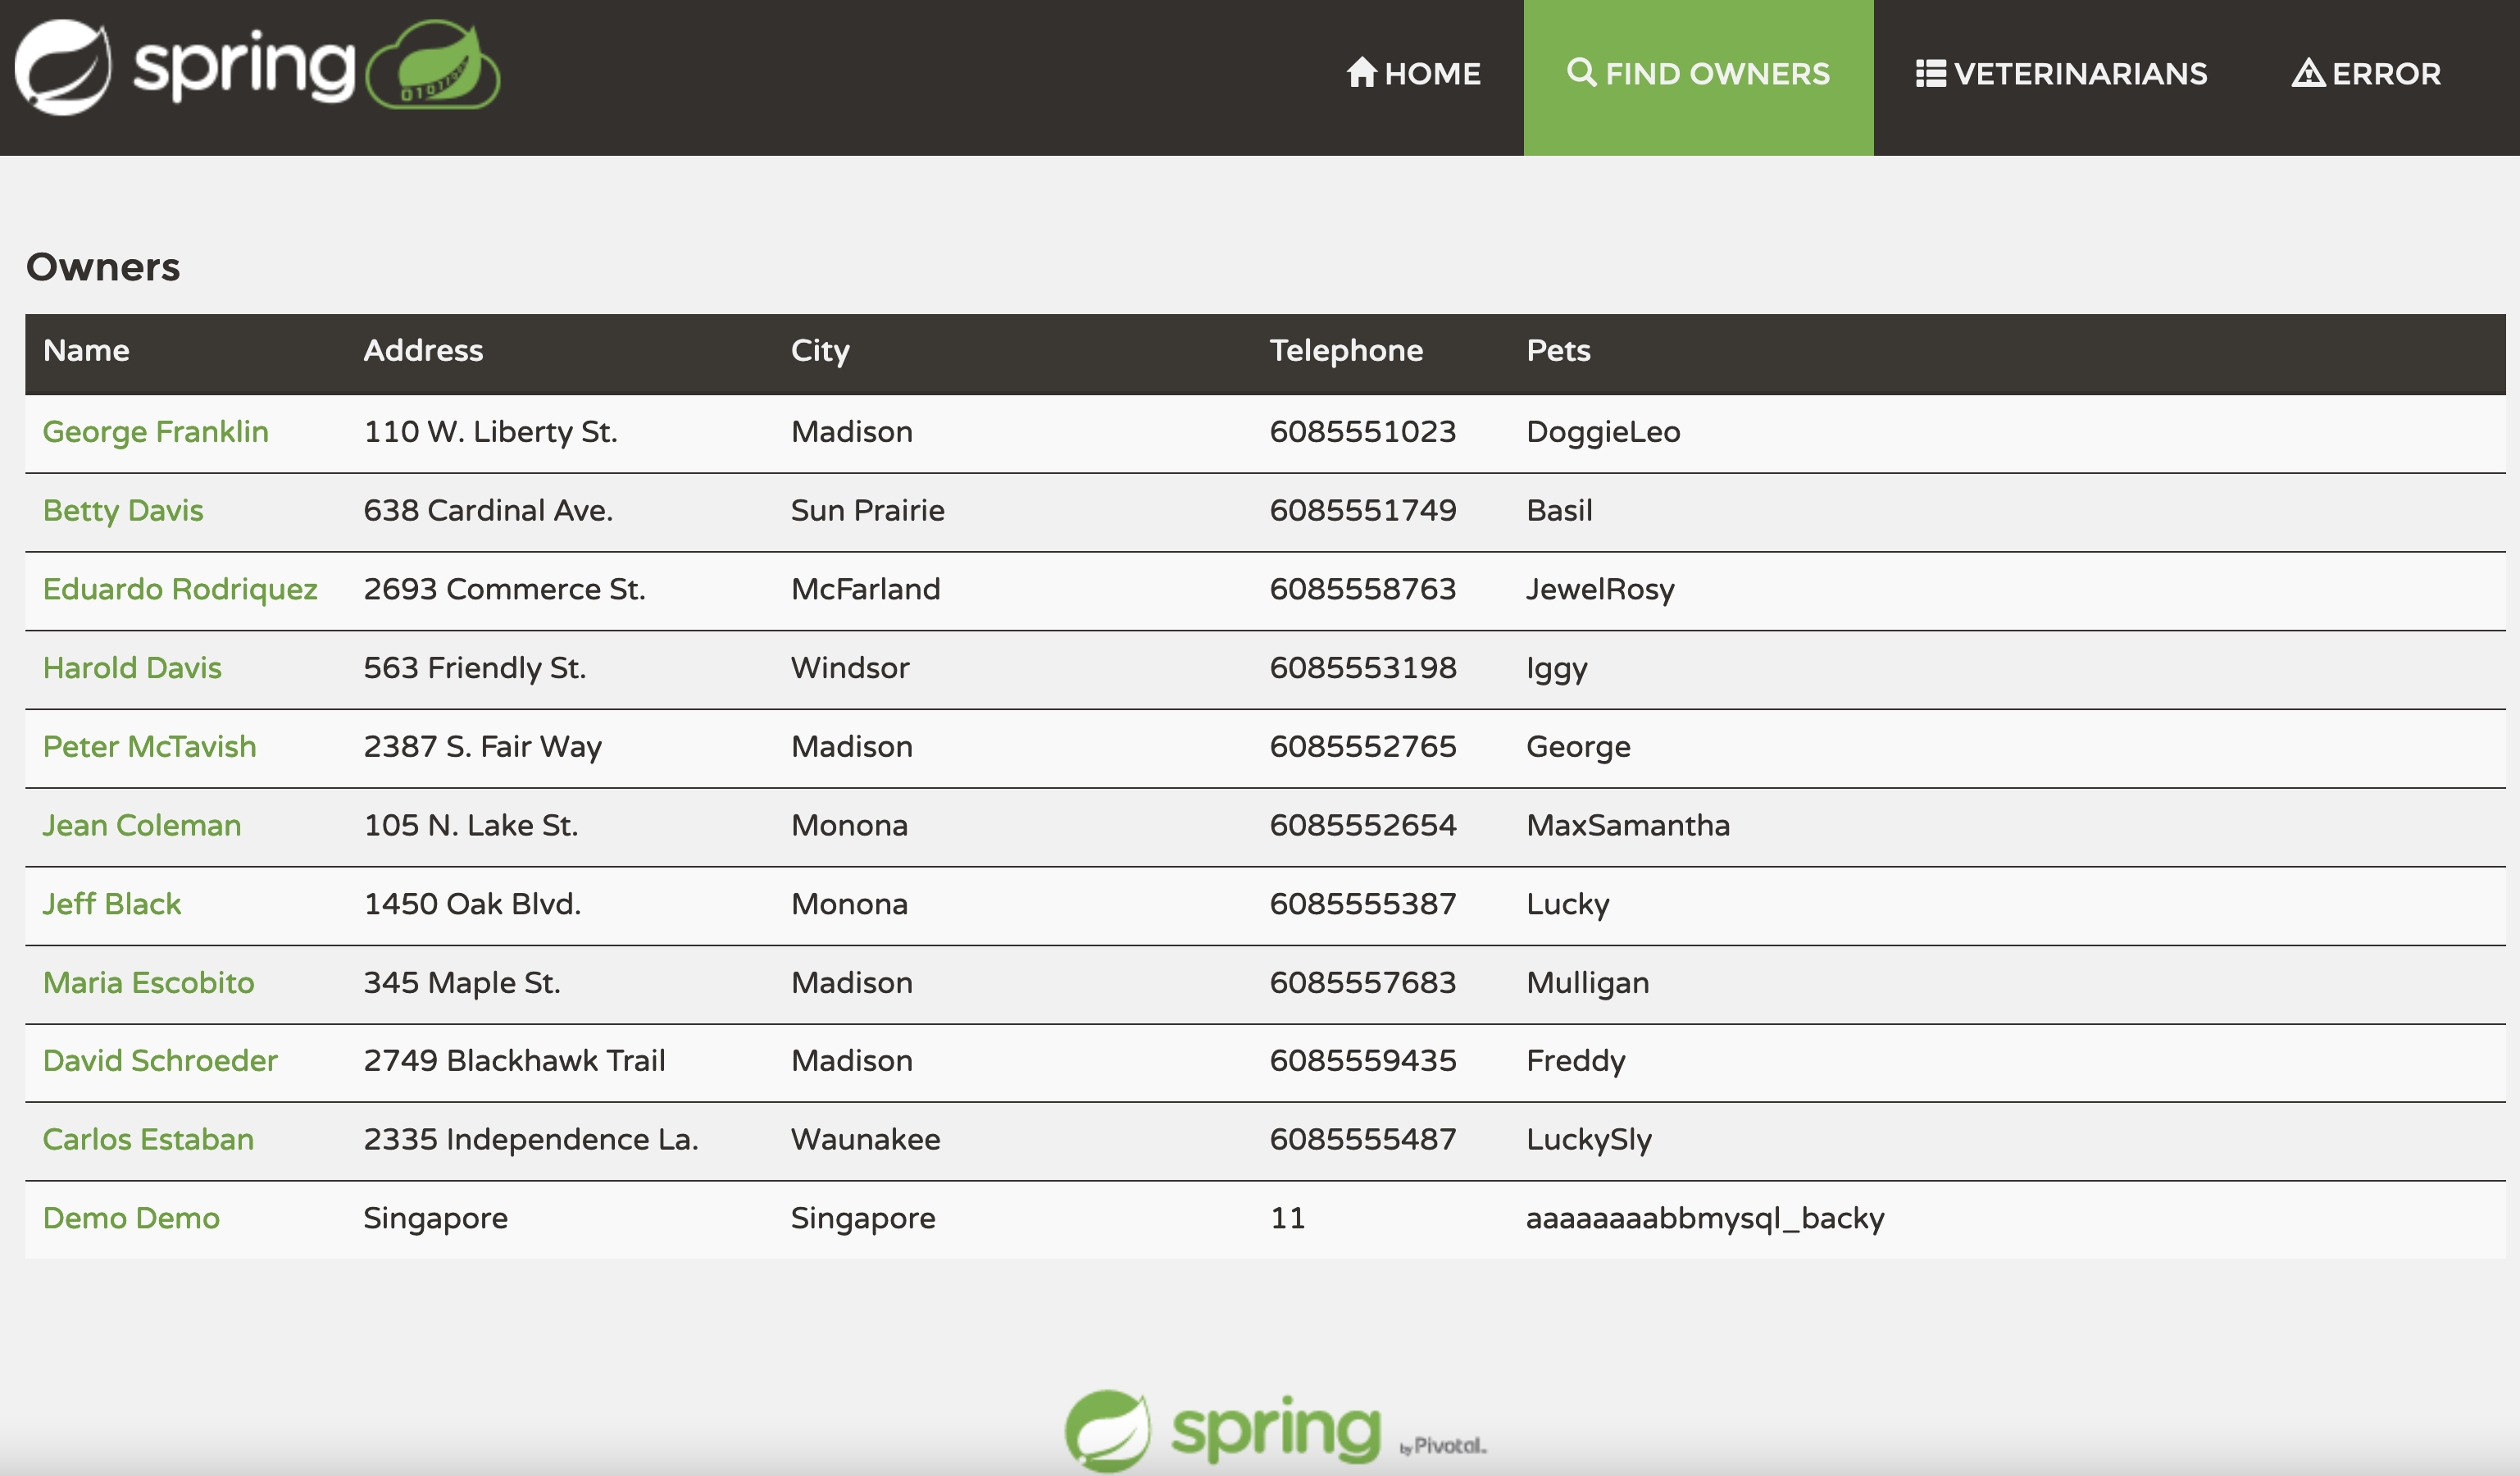 spring
HOME FIND OWNERS VETERINARIANS ERROR
Owners
Name Address City Telephone Pets
George Franklin 110 W. Liberty St. Madison 6085551023 DoggieLeo
Betty Davis 638 Cardinal Ave. Sun Prairie 6085551749 Basil
Eduardo Rodriquez 2693 Commerce St. McFarland 6085558763 JewelRosy
Harold Davis 563 Friendly St. Windsor 6085553198 Iggy
Peter McTavish 2387 S. Fair Way Madison 6085552765 George
Jean Coleman 105 N. Lake St. Monona 6085552654 MaxSamantha
Jeff Black 1450 Oak Blvd. Monona 6085555387 Lucky
Maria Escobito 345 Maple St. Madison 6085557683 Mulligan
David Schroeder 2749 Blackhawk Trail Madison 6085559435 Freddy
Carlos Estaban 2335 Independence La. Waunakee 6085555487 LuckySly
Demo Demo Singapore Singapore 11 aaaaaaaabbmysql_backy
spring by Pivotal